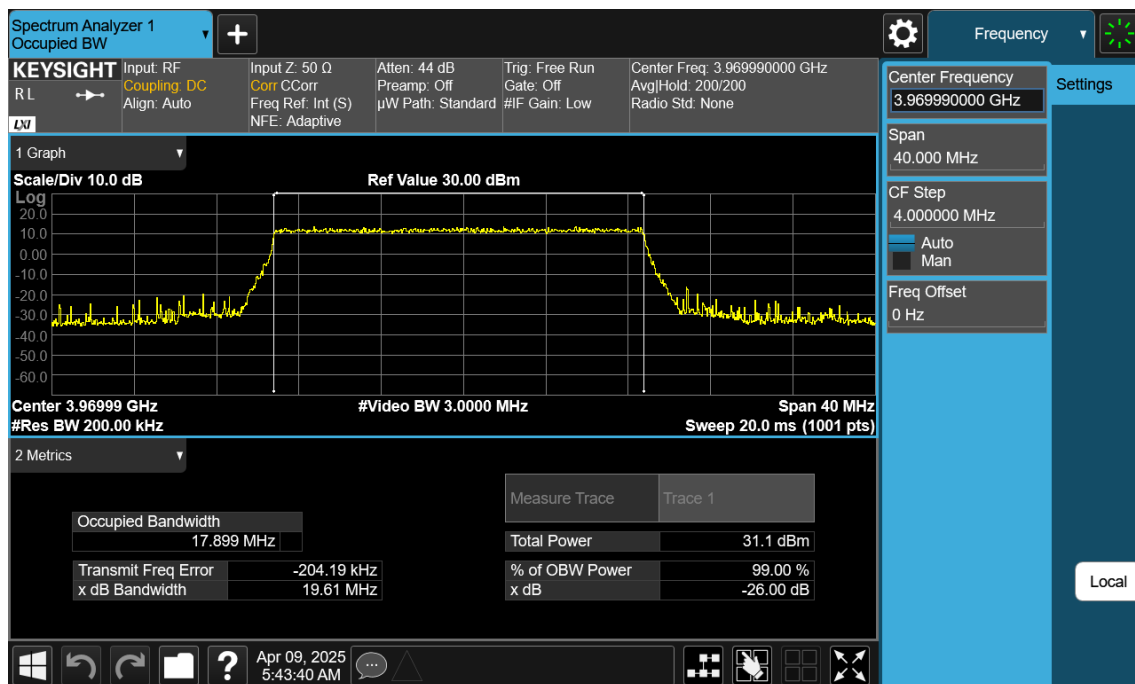 Spectrum Analyzer 1
Occupied BW
+
Frequency
KEYSIGHT
R L
LXI
Input: RF
Coupling: DC
Align: Auto
Input Z: 50 Ω
Corr CCorr
Freq Ref: Int (S)
NFE: Adaptive
Atten: 44 dB
Preamp: Off
µW Path: Standard
Trig: Free Run
Gate: Off
#IF Gain: Low
Center Freq: 3.969990000 GHz
Avg|Hold: 200/200
Radio Std: None
Center Frequency
3.969990000 GHz
Settings
Span
40.000 MHz
CF Step
4.000000 MHz
Auto
Man
Freq Offset
0 Hz
Local
1 Graph
Scale/Div 10.0 dB
Ref Value 30.00 dBm
Log
20.0
10.0
0.00
-10.0
-20.0
-30.0
-40.0
-50.0
-60.0
Center 3.96999 GHz
#Video BW 3.0000 MHz
Span 40 MHz
#Res BW 200.00 kHz
Sweep 20.0 ms (1001 pts)
2 Metrics
Measure Trace
Trace 1
Occupied Bandwidth
17.899 MHz
Total Power
31.1 dBm
Transmit Freq Error
-204.19 kHz
% of OBW Power
99.00 %
x dB Bandwidth
19.61 MHz
x dB
-26.00 dB
?
Apr 09, 2025
5:43:40 AM